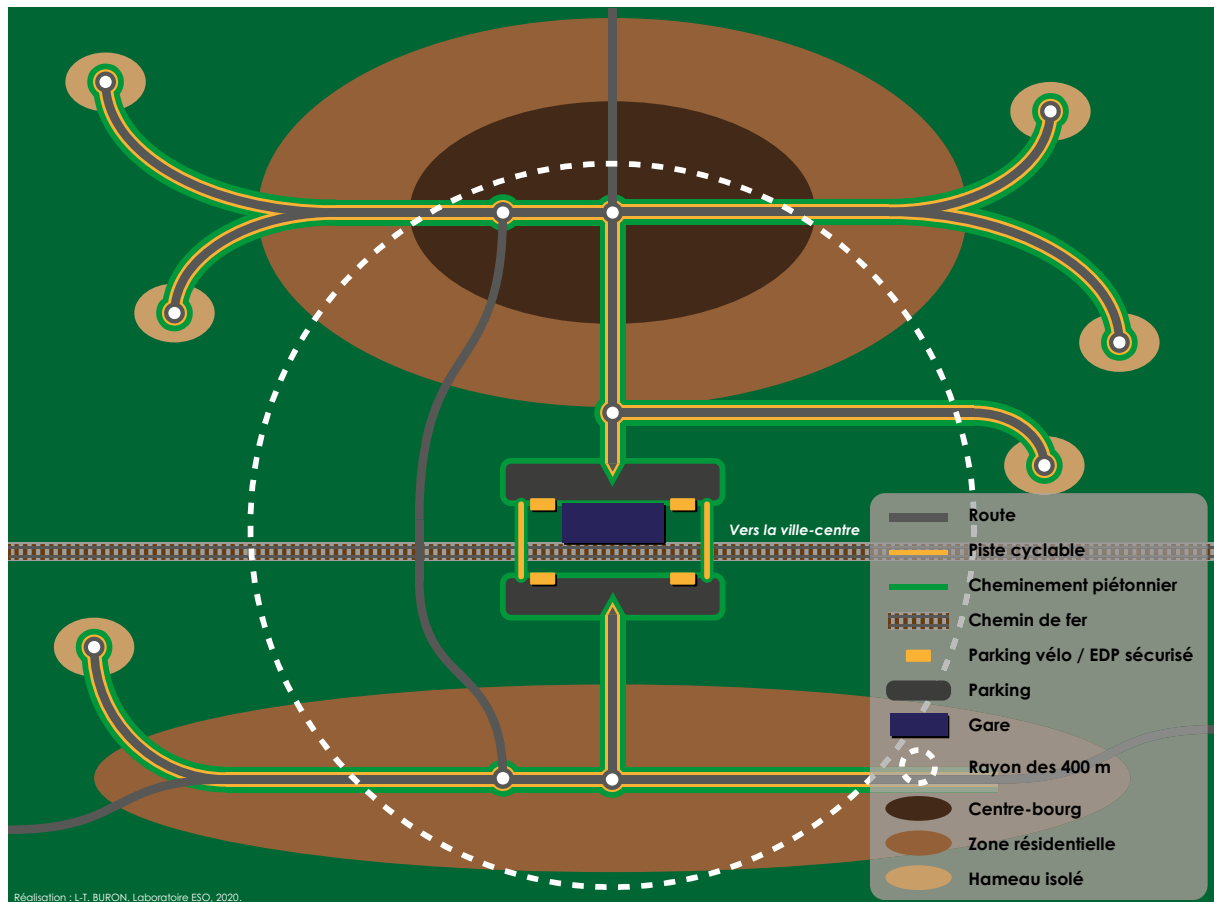 Vers la ville-centre
Route
Piste cyclable
Cheminement piétonnier
Chemin de fer
Parking vélo / EDP sécurisé
Parking
Gare
Rayon des 400 m
Centre-bourg
Zone résidentielle
Hameau isolé
Réalisation : L-T. BURON. Laboratoire ESO, 2020.